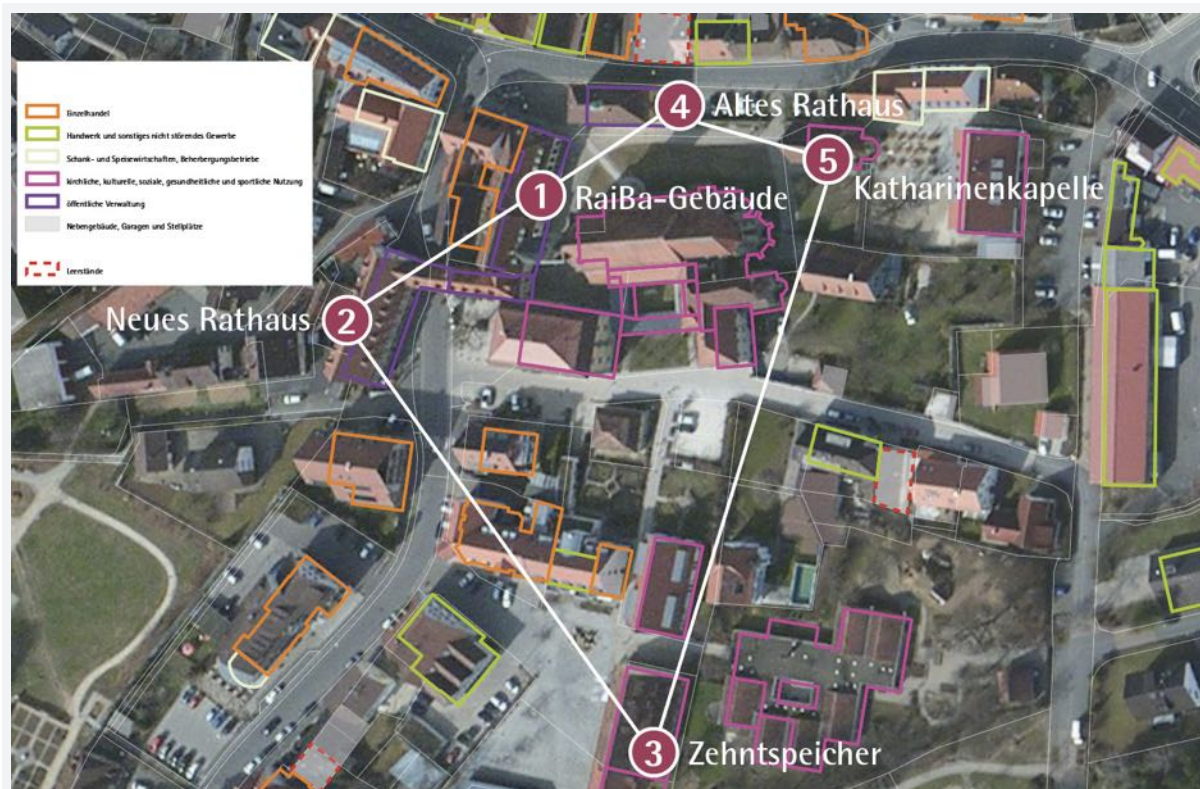 Einzelhandel
Handwerk und sonstiges nicht störendes Gewerbe
Schank- und Speisewirtschaften, Beherbergungsbetriebe
kirchliche, kulturelle, soziale, gesundheitliche und sportliche Nutzung
öffentliche Verwaltung
Nebengebäude, Garagen und Stellplätze
Leerstände
4 Altes Rathaus
5
Katharinenkapelle
1 RaiBa-Gebäude
Neues Rathaus 2
3 Zehntspeicher